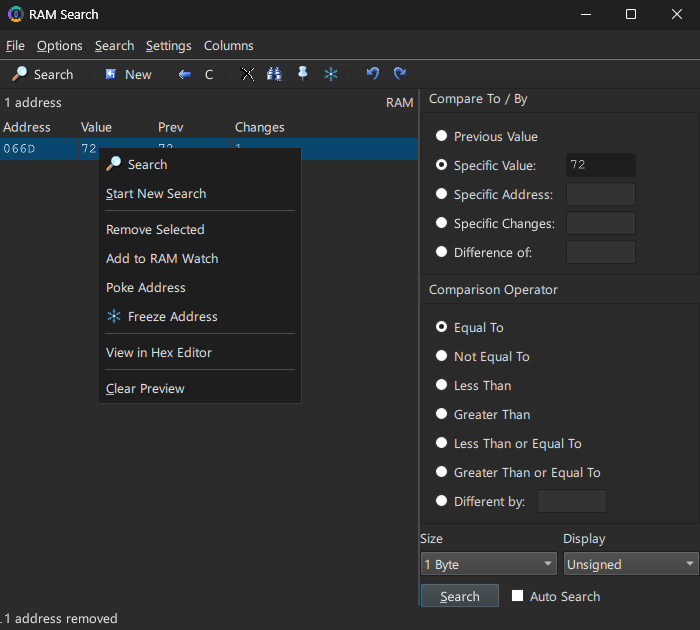 RAM Search
File Options Search Settings Columns
Search New C
1 address RAM
Address Value Prev Changes
066D 72 72 1
Search
Start New Search
Remove Selected
Add to RAM Watch
Poke Address
Freeze Address
View in Hex Editor
Clear Preview
Compare To / By
Previous Value
Specific Value: 72
Specific Address:
Specific Changes:
Difference of:
Comparison Operator
Equal To
Not Equal To
Less Than
Greater Than
Less Than or Equal To
Greater Than or Equal To
Different by:
Size Display
1 Byte Unsigned
Search Auto Search
1 address removed